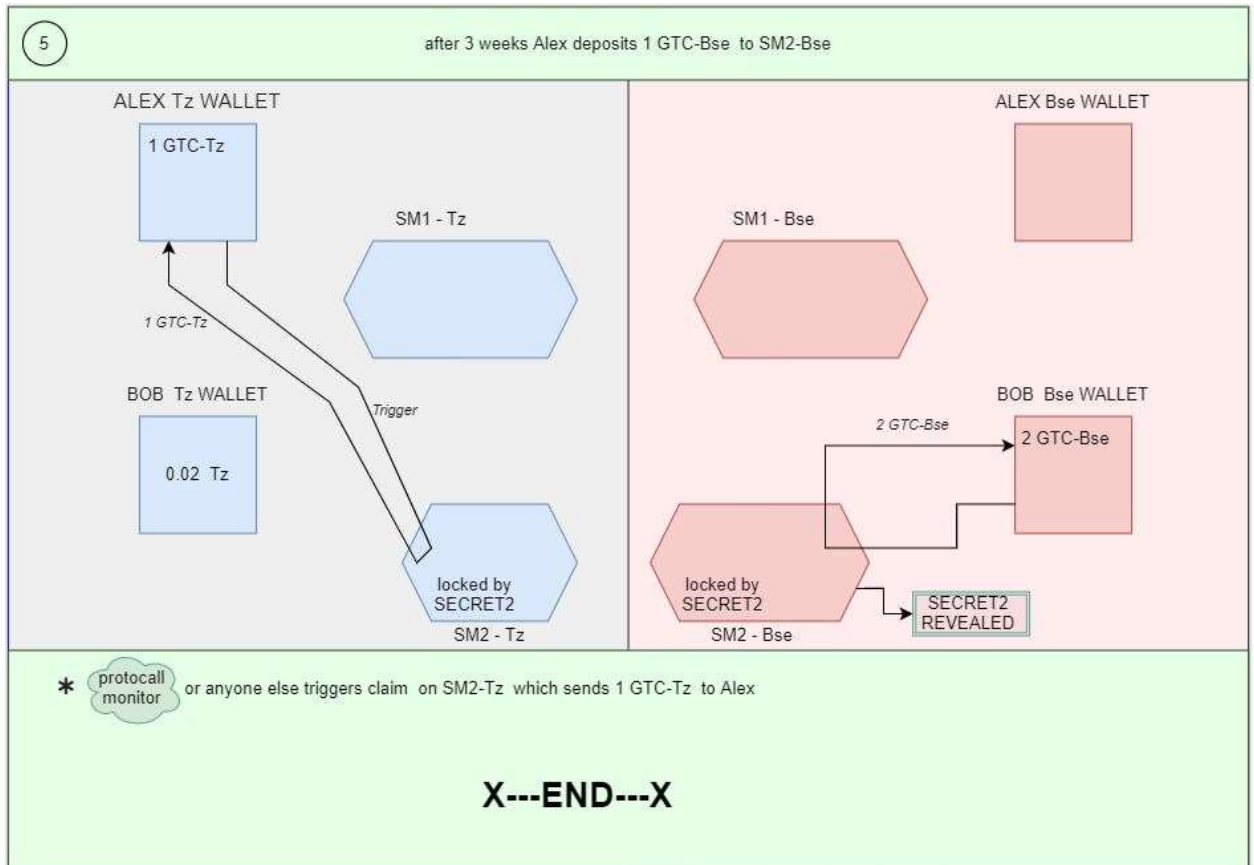 5
after 3 weeks Alex deposits 1 GTC-Bse to SM2-Bse
ALEX Tz WALLET
1 GTC-Tz
SM1 - Tz
1 GTC-Tz
BOB Tz WALLET
Trigger
0.02 Tz
locked by
SECRET2
SM2 - Tz
ALEX Bse WALLET
SM1 - Bse
BOB Bse WALLET
2 GTC-Bse
2 GTC-Bse
locked by
SECRET2
SM2 - Bse
SECRET2
REVEALED
* protocall
monitor
or anyone else triggers claim on SM2-Tz which sends 1 GTC-Tz to Alex
X---END---X